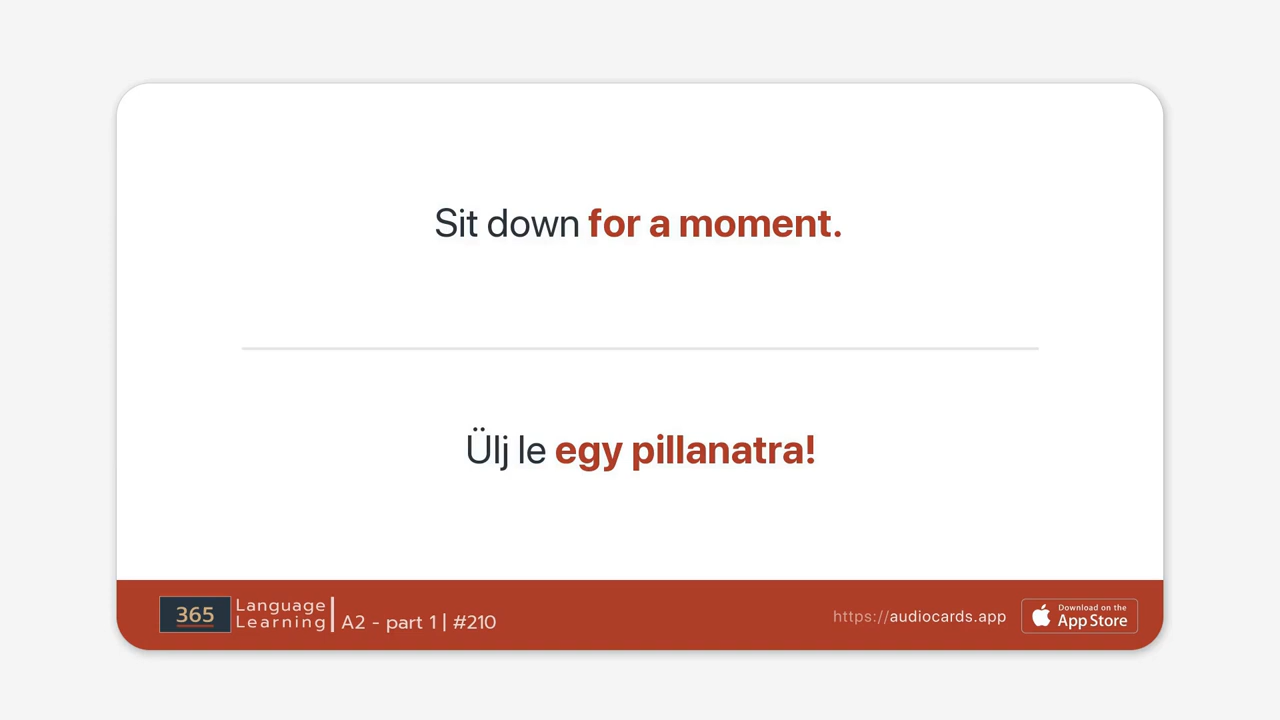 Sit down for a moment.
Ülj le egy pillanatra!
365
Language
Learning
A2 - part 1 | #210
https://audiocards.app
Download on the
App Store